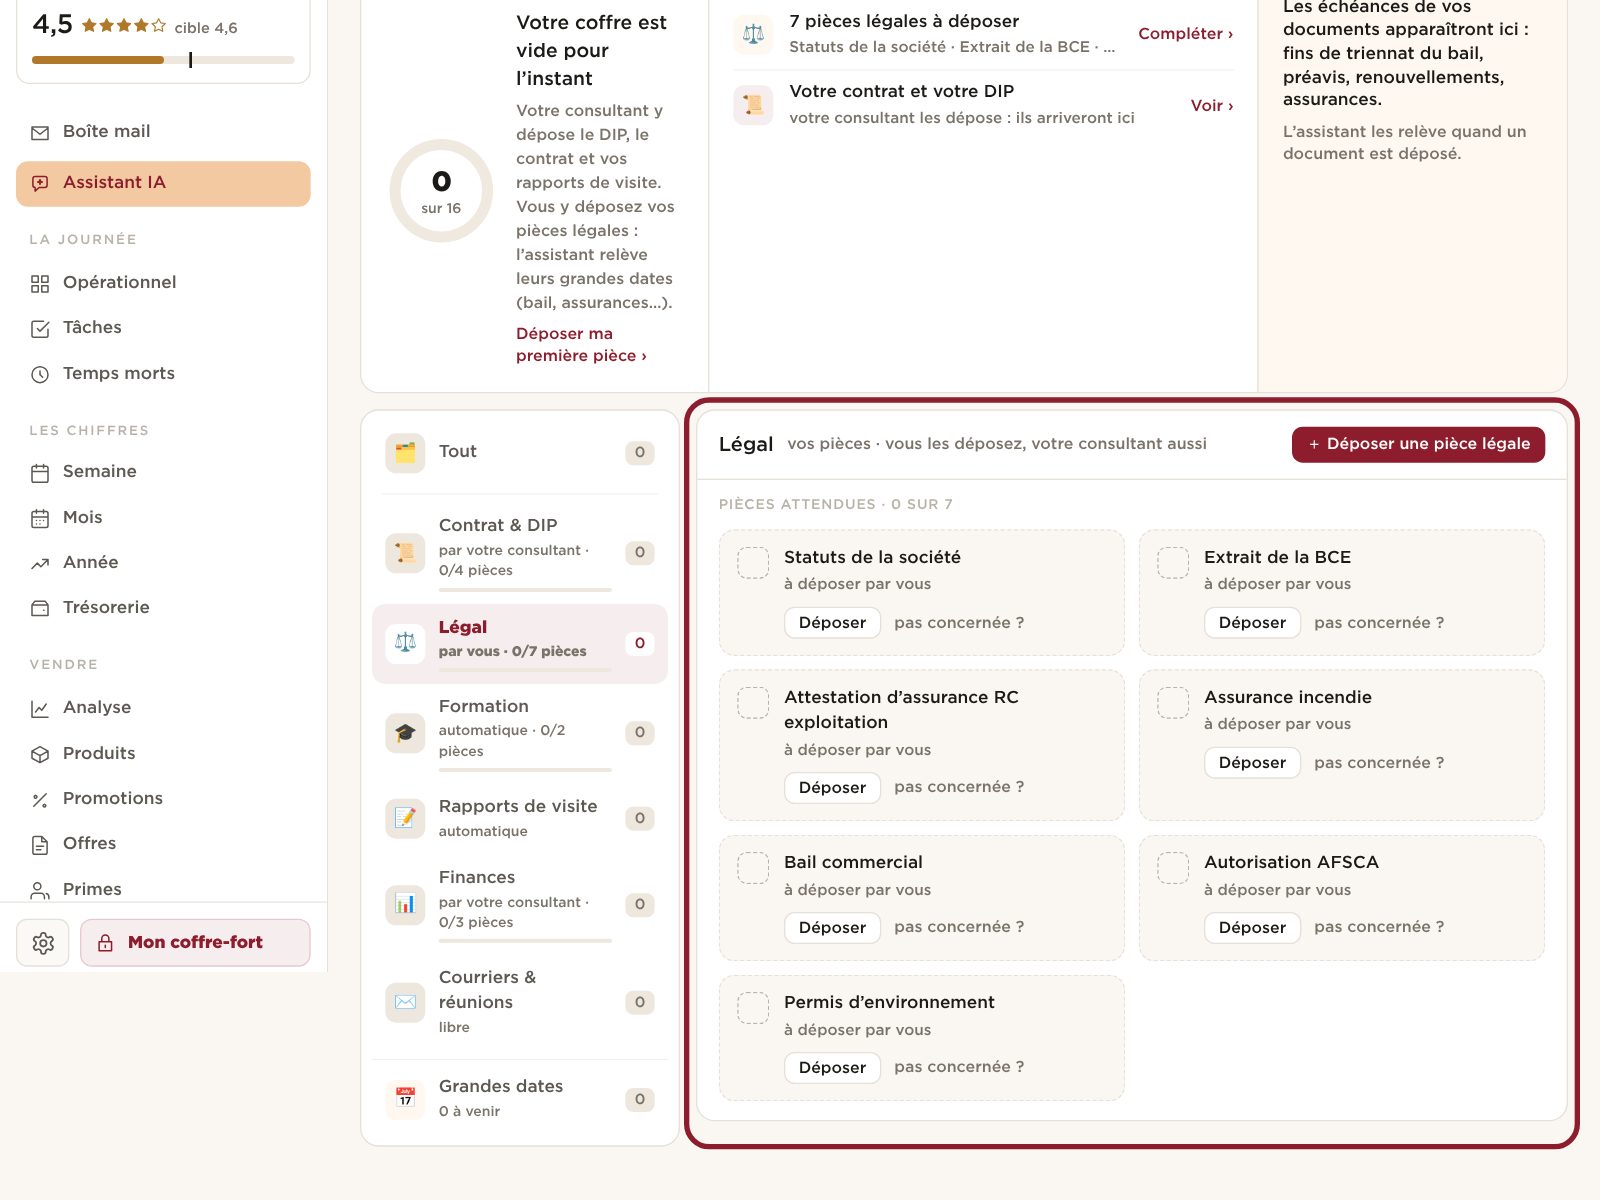 4,5 ★★★★☆ cible 4,6
Boîte mail
Assistant IA
LA JOURNÉE
Opérationnel
Tâches
Temps morts
LES CHIFFRES
Semaine
Mois
Année
Trésorerie
VENDRE
Analyse
Produits
Promotions
Offres
Primes
Mon coffre-fort
0
sur 16
Votre coffre est
vide pour
l’instant
Votre consultant y
dépose le DIP, le
contrat et vos
rapports de visite.
Vous y déposez vos
pièces légales :
l’assistant relève
leurs grandes dates
(bail, assurances…).
Déposer ma
première pièce ›
7 pièces légales à déposer
Statuts de la société · Extrait de la BCE · …
Compléter ›
Votre contrat et votre DIP
votre consultant les dépose : ils arriveront ici
Voir ›
Les échéances de vos
documents apparaîtront ici :
fins de triennat du bail,
préavis, renouvellements,
assurances.
L’assistant les relève quand un
document est déposé.
Tout
0
Contrat & DIP
par votre consultant ·
0/4 pièces
0
Légal
par vous · 0/7 pièces
0
Formation
automatique · 0/2
pièces
0
Rapports de visite
automatique
0
Finances
par votre consultant ·
0/3 pièces
0
Courriers &
réunions
libre
0
Grandes dates
0 à venir
0
Légal vos pièces · vous les déposez, votre consultant aussi
+ Déposer une pièce légale
PIÈCES ATTENDUES · 0 SUR 7
Statuts de la société
à déposer par vous
Déposer pas concernée ?
Extrait de la BCE
à déposer par vous
Déposer pas concernée ?
Attestation d’assurance RC
exploitation
à déposer par vous
Déposer pas concernée ?
Assurance incendie
à déposer par vous
Déposer pas concernée ?
Bail commercial
à déposer par vous
Déposer pas concernée ?
Autorisation AFSCA
à déposer par vous
Déposer pas concernée ?
Permis d’environnement
à déposer par vous
Déposer pas concernée ?